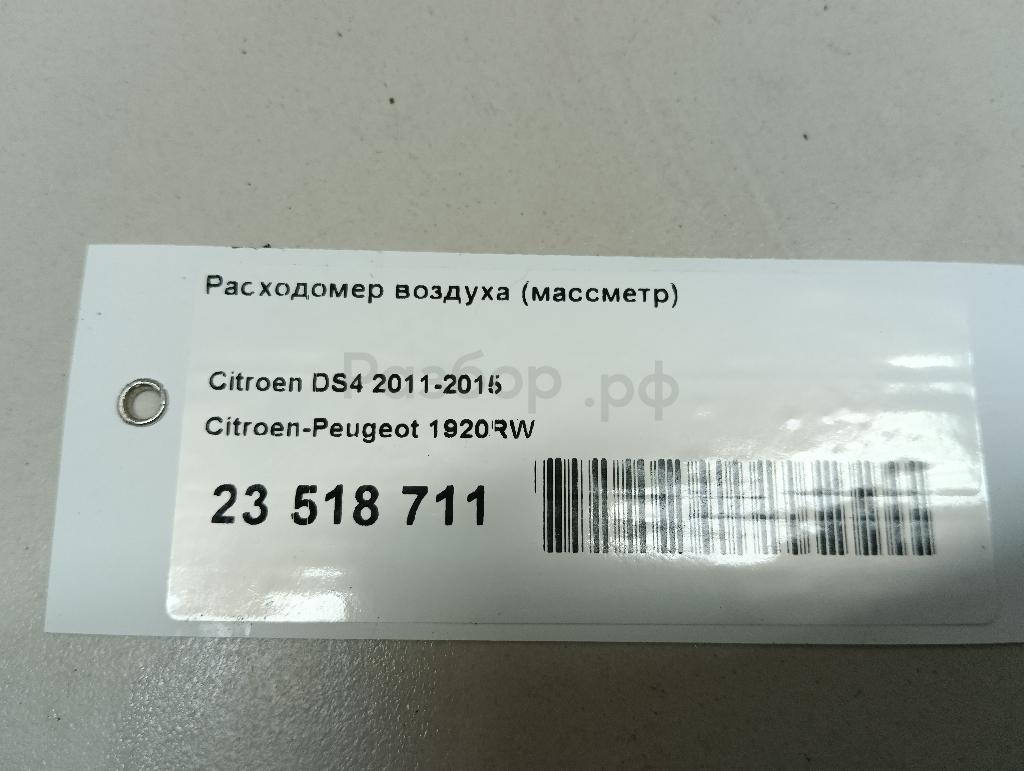 Расходомер воздуха (массметр)
Разбор.рф
Citroen DS4 2011-2015
Citroen-Peugeot 1920RW
23 518 711